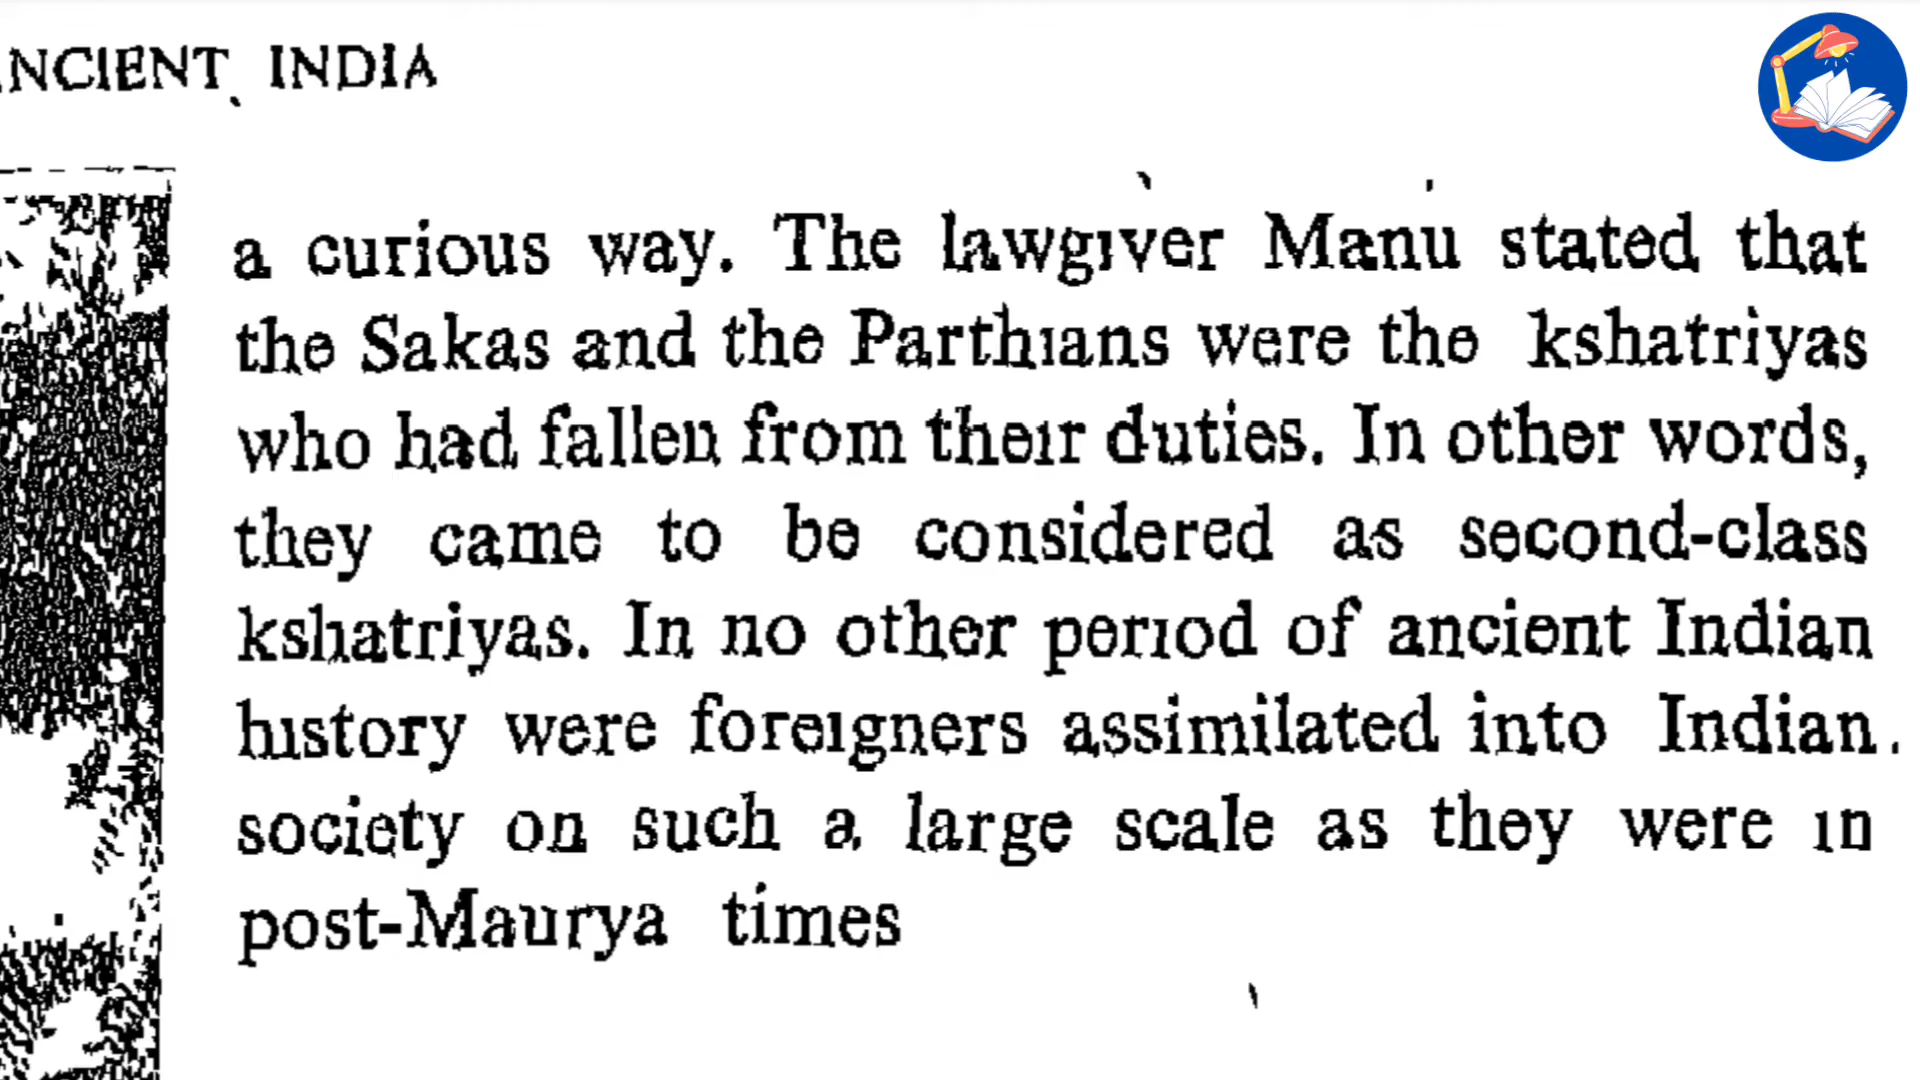 ANCIENT INDIA
a curious way. The lawgiver Manu stated that
the Sakas and the Parthians were the kshatriyas
who had fallen from their duties. In other words,
they came to be considered as second-class
kshatriyas. In no other period of ancient Indian
history were foreigners assimilated into Indian
society on such a large scale as they were in
post-Maurya times